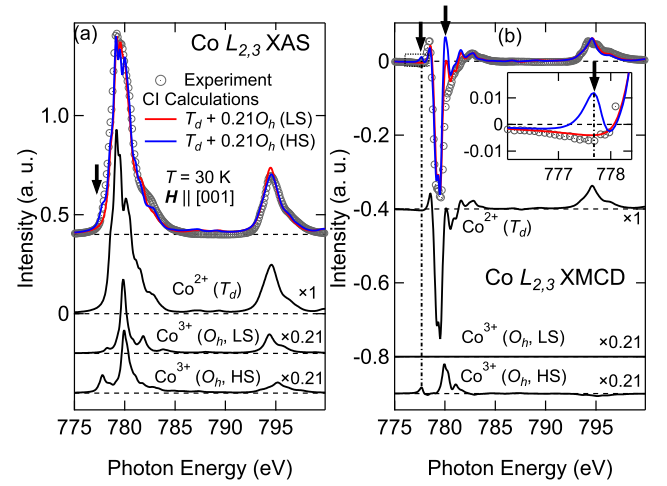 (a)
Co L2,3 XAS
Experiment
CI Calculations
Td + 0.21Oh (LS)
Td + 0.21Oh (HS)
T = 30 K
H || [001]
Co2+ (Td)
×1
Co3+ (Oh, LS)
×0.21
Co3+ (Oh, HS)
×0.21
1.0
0.5
0
Intensity (a. u.)
775 780 785 790 795
Photon Energy (eV)
(b)
0.01
0
-0.01
777 778
Co2+ (Td)
×1
Co L2,3 XMCD
Co3+ (Oh, LS)
×0.21
Co3+ (Oh, HS)
×0.21
0
-0.2
-0.4
-0.6
-0.8
Intensity (a. u.)
775 780 785 790 795
Photon Energy (eV)